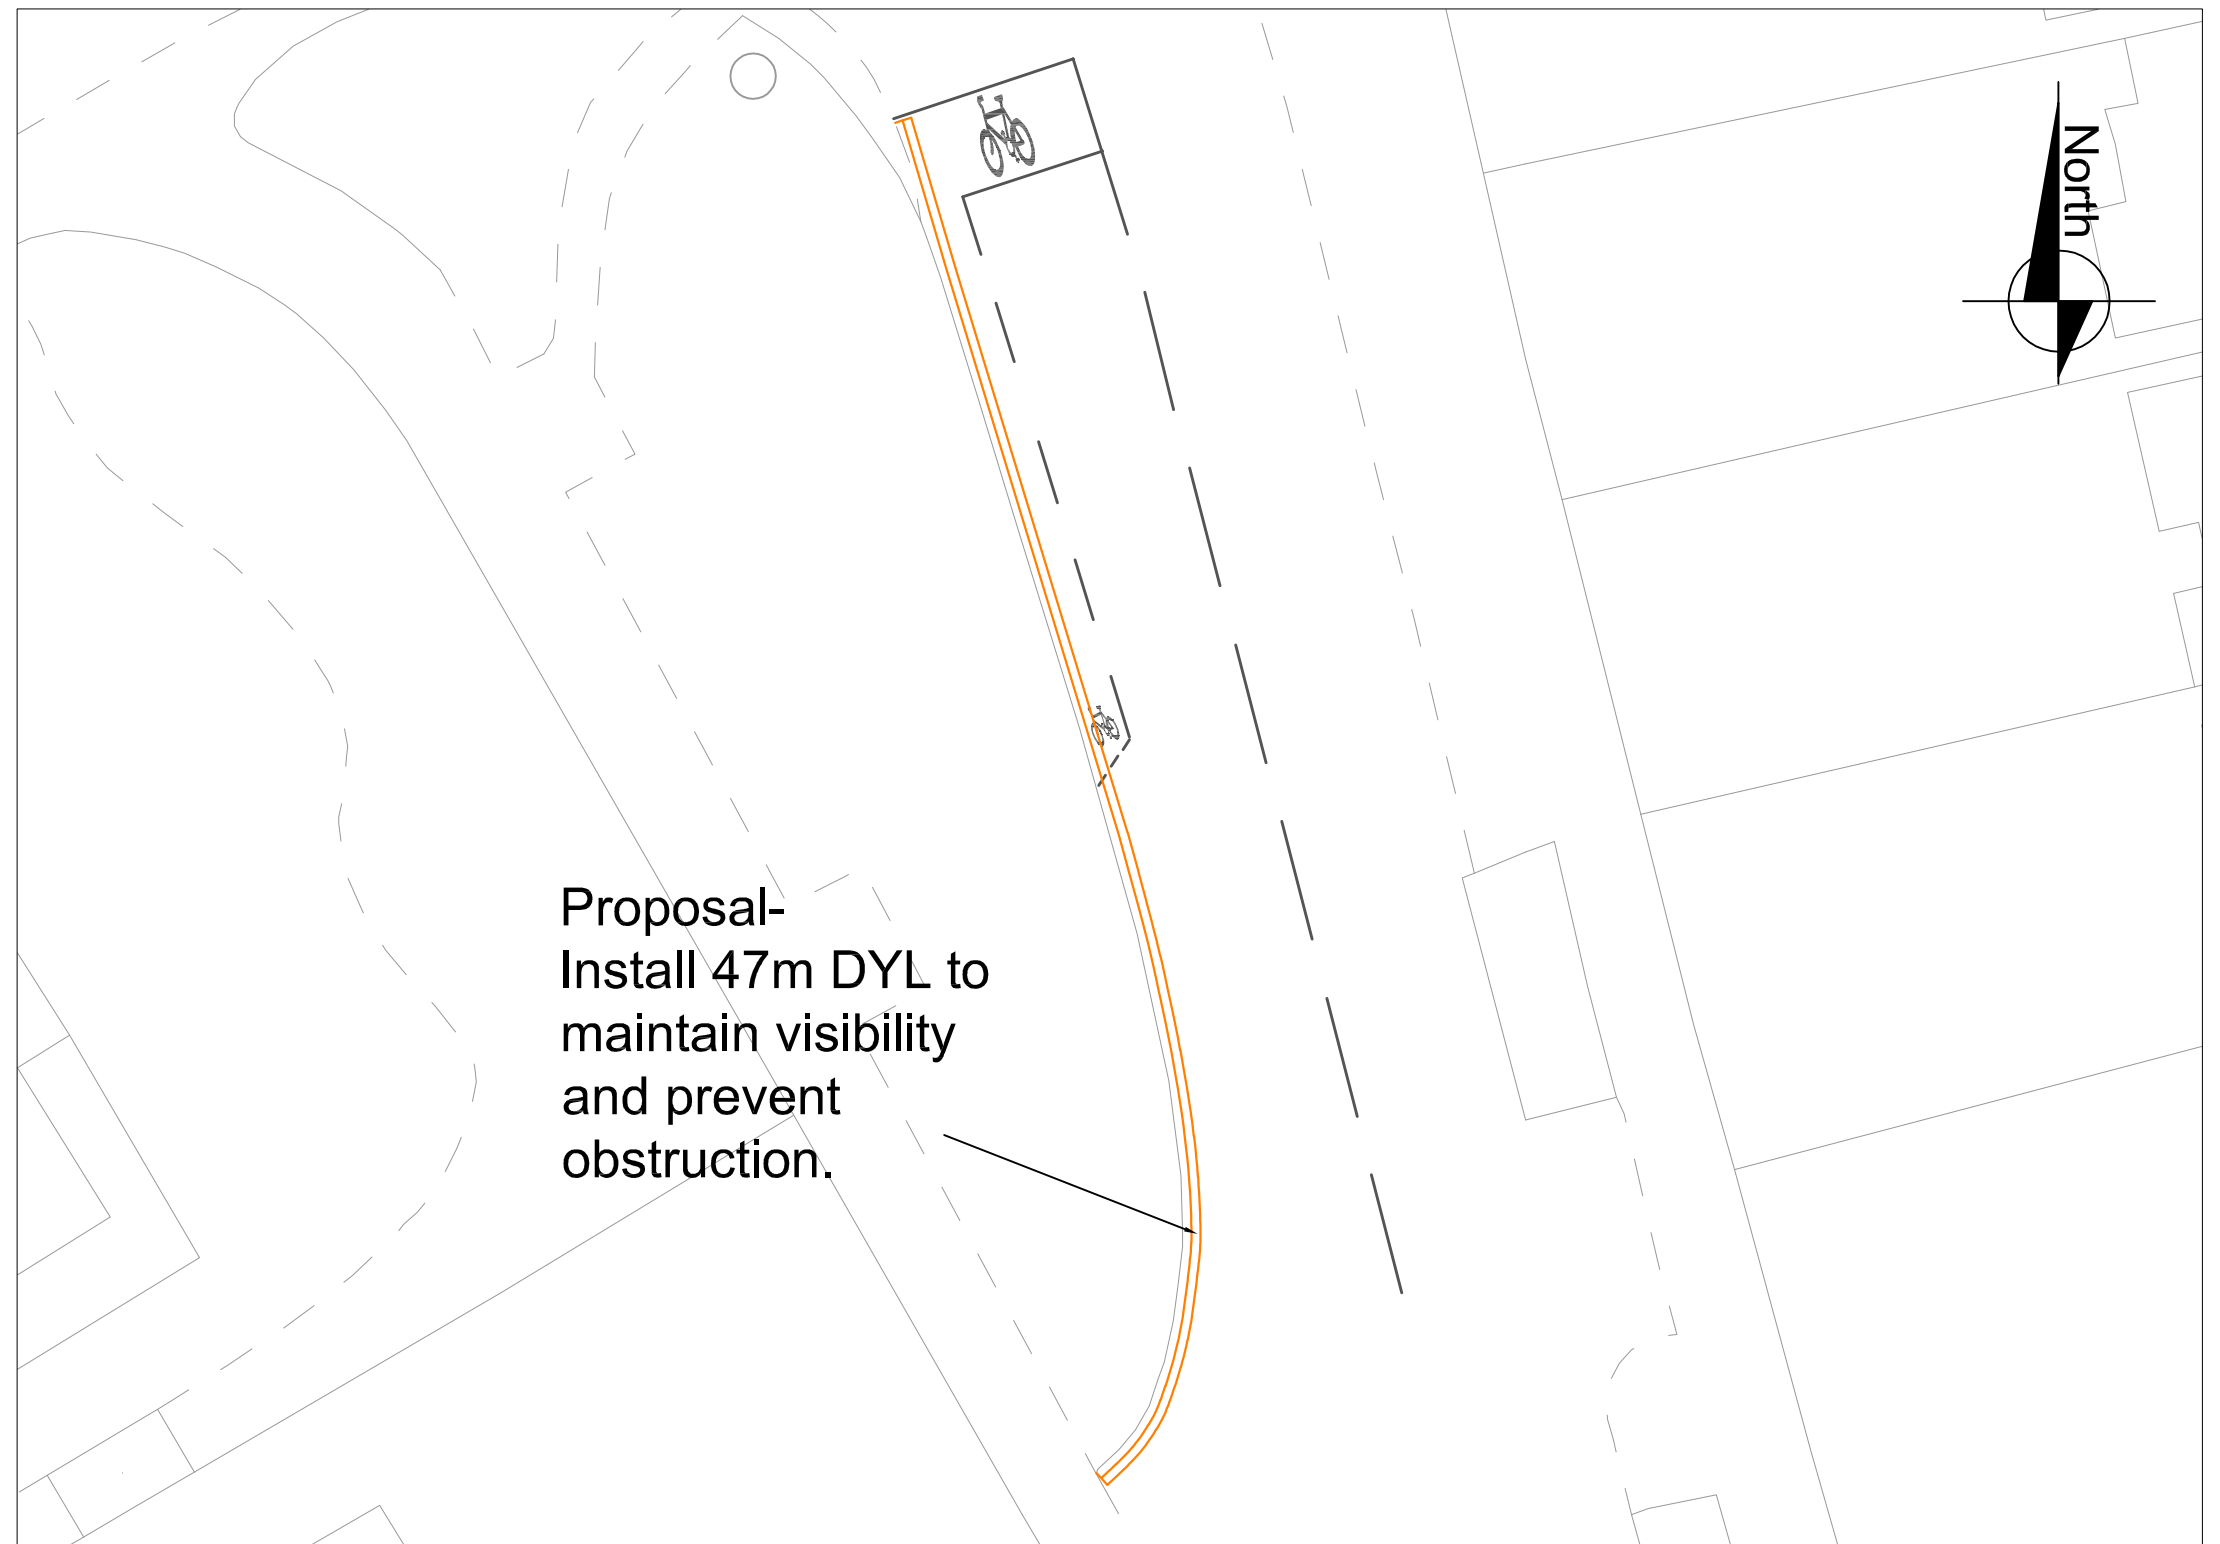 North
Proposal-
Install 47m DYL to
maintain visibility
and prevent
obstruction.